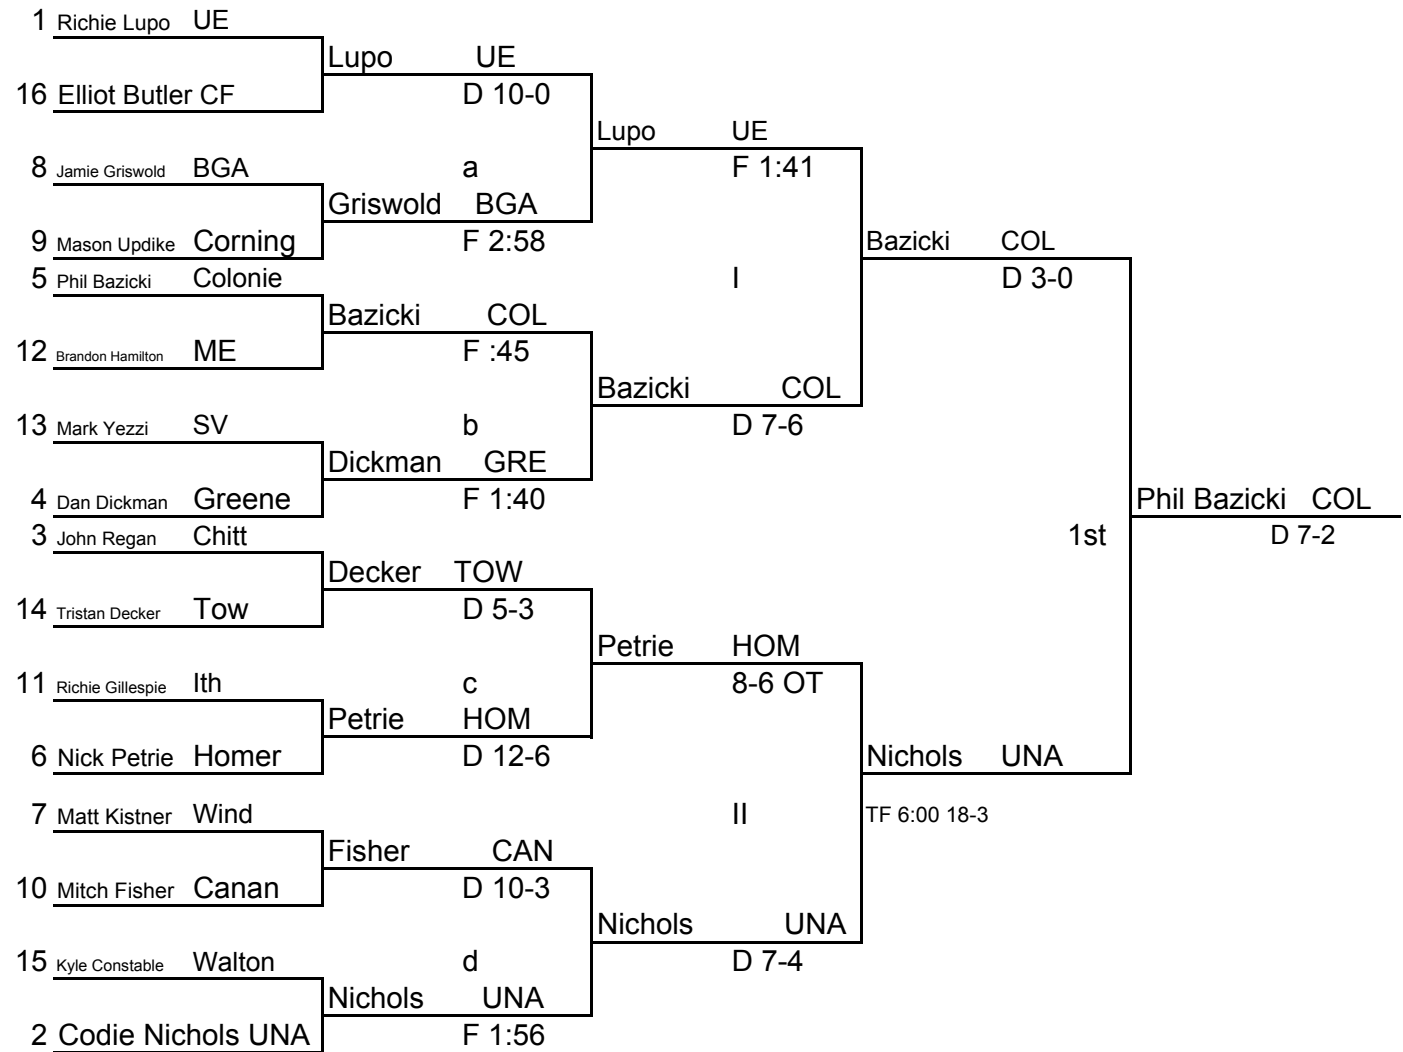 1 Richie Lupo UE
Lupo UE
16 Elliot Butler CF
D 10-0
Lupo UE
8 Jamie Griswold BGA
a
F 1:41
Griswold BGA
9 Mason Updike Corning
F 2:58
Bazicki COL
5 Phil Bazicki Colonie
I
D 3-0
Bazicki COL
12 Brandon Hamilton ME
F :45
Bazicki COL
13 Mark Yezzi SV
b
D 7-6
Dickman GRE
4 Dan Dickman Greene
F 1:40
Phil Bazicki COL
3 John Regan Chitt
1st
D 7-2
Decker TOW
14 Tristan Decker Tow
D 5-3
Petrie HOM
11 Richie Gillespie Ith
c
8-6 OT
Petrie HOM
6 Nick Petrie Homer
D 12-6
Nichols UNA
7 Matt Kistner Wind
II
TF 6:00 18-3
Fisher CAN
10 Mitch Fisher Canan
D 10-3
Nichols UNA
15 Kyle Constable Walton
d
D 7-4
Nichols UNA
2 Codie Nichols UNA
F 1:56